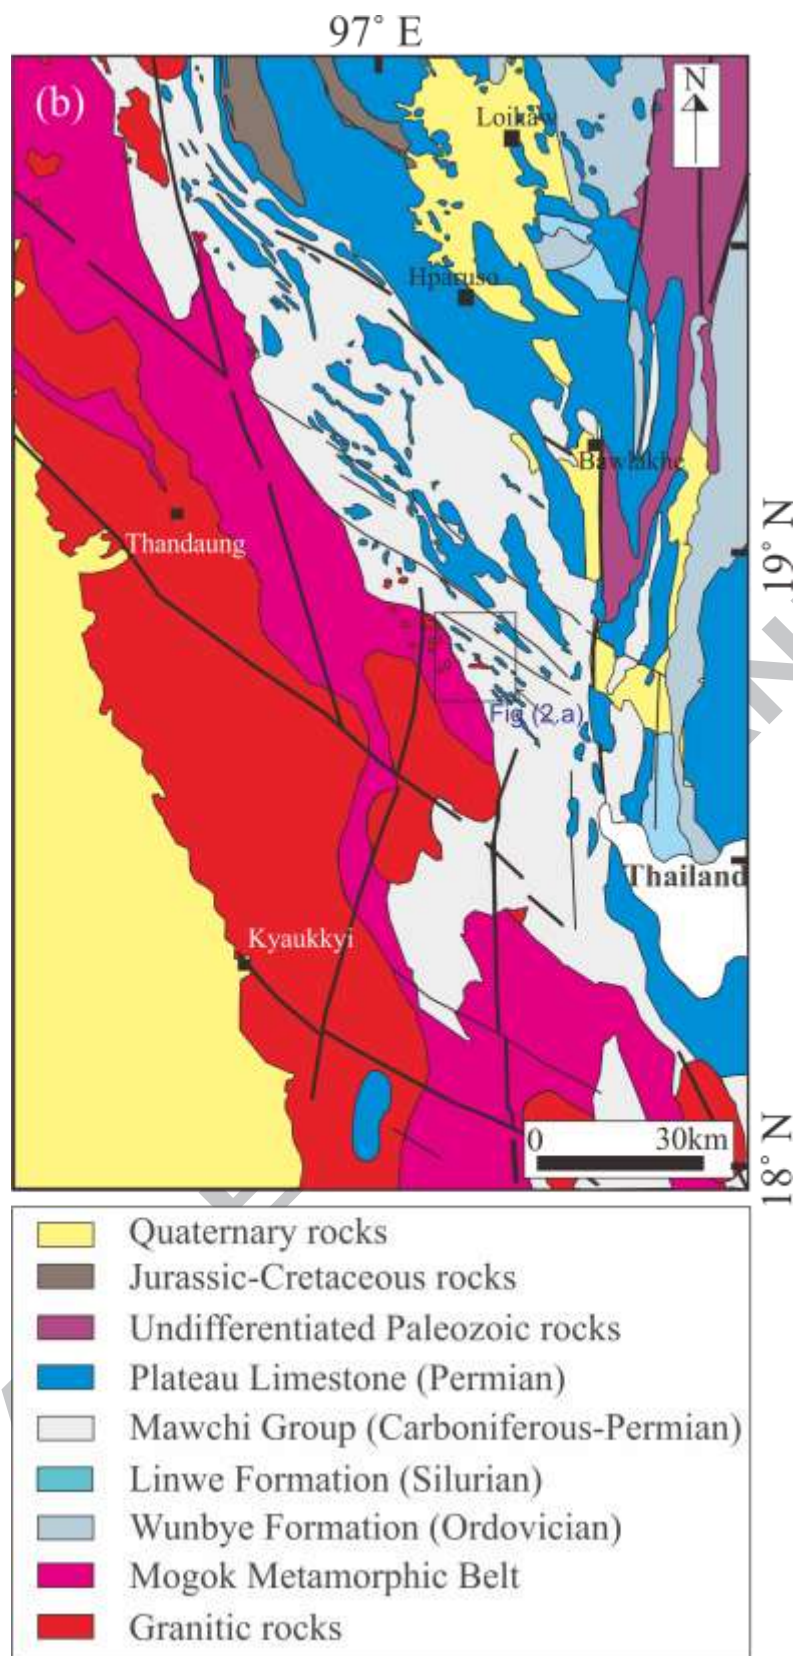 97° E
(b)
N
Loikaw
Hparuso
Bawlakhe
19° N
Thandaung
Fig (2.a)
Thailand
Kyaukkyi
0 30km
18° N
Quaternary rocks
Jurassic-Cretaceous rocks
Undifferentiated Paleozoic rocks
Plateau Limestone (Permian)
Mawchi Group (Carboniferous-Permian)
Linwe Formation (Silurian)
Wunbye Formation (Ordovician)
Mogok Metamorphic Belt
Granitic rocks